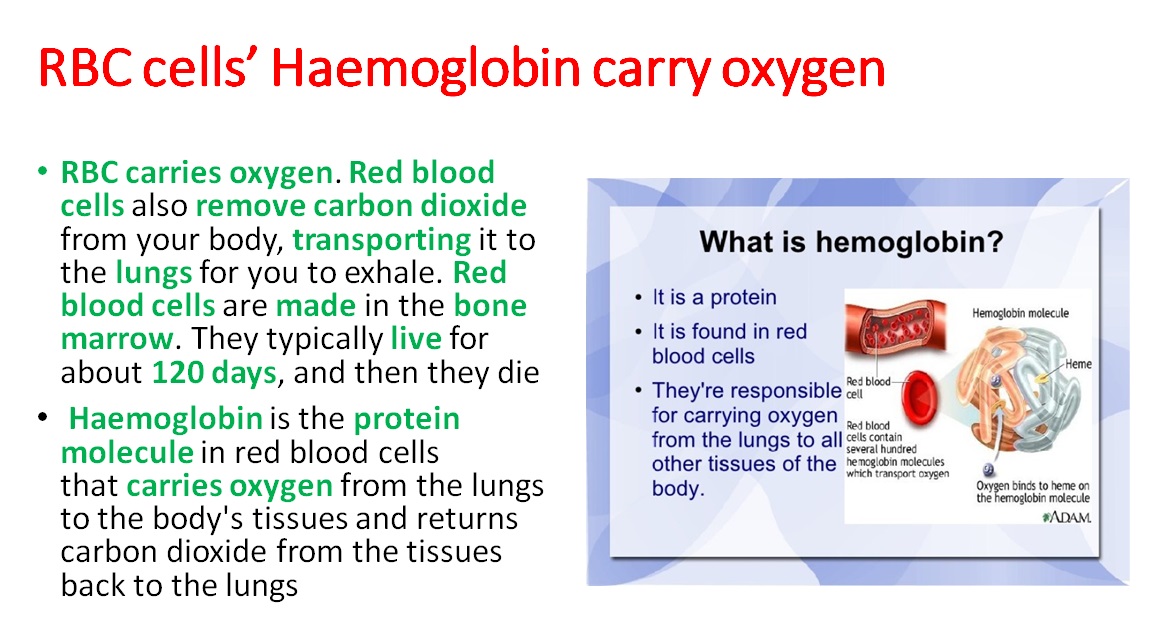 RBC cells’ Haemoglobin carry oxygen
• RBC carries oxygen. Red blood
cells also remove carbon dioxide
from your body, transporting it to
the lungs for you to exhale. Red
blood cells are made in the bone
marrow. They typically live for
about 120 days, and then they die
• Haemoglobin is the protein
molecule in red blood cells
that carries oxygen from the lungs
to the body's tissues and returns
carbon dioxide from the tissues
back to the lungs
What is hemoglobin?
• It is a protein
• It is found in red
blood cells
• They're responsible
for carrying oxygen
from the lungs to all
other tissues of the
body.
Hemoglobin molecule
Heme
Red blood
cell
Red blood
cells contain
several hundred
hemoglobin molecules
which transport oxygen
Oxygen binds to heme on
the hemoglobin molecule
ADAM.